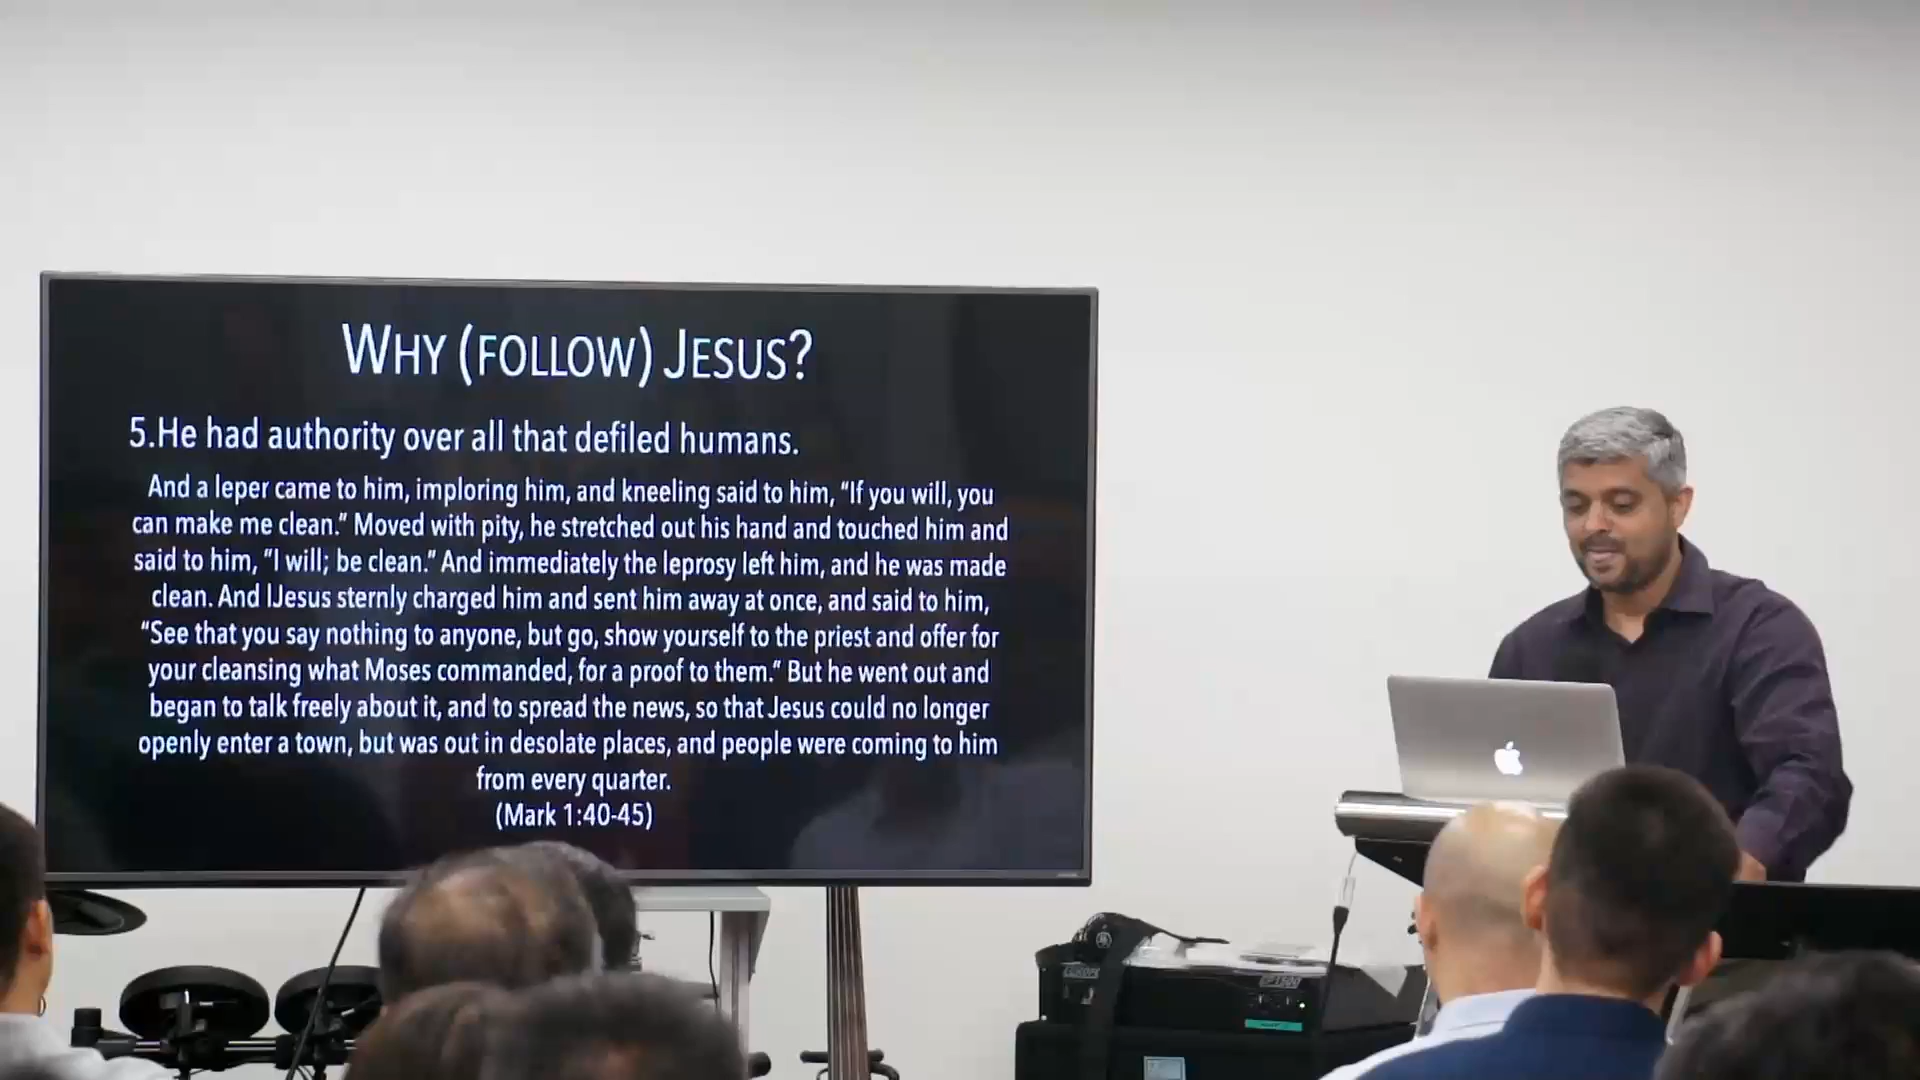 WHY (FOLLOW) JESUS?
5.He had authority over all that defiled humans.
And a leper came to him, imploring him, and kneeling said to him, “If you will, you
can make me clean.” Moved with pity, he stretched out his hand and touched him and
said to him, “I will; be clean.” And immediately the leprosy left him, and he was made
clean. And lJesus sternly charged him and sent him away at once, and said to him,
“See that you say nothing to anyone, but go, show yourself to the priest and offer for
your cleansing what Moses commanded, for a proof to them.” But he went out and
began to talk freely about it, and to spread the news, so that Jesus could no longer
openly enter a town, but was out in desolate places, and people were coming to him
from every quarter.
(Mark 1:40-45)